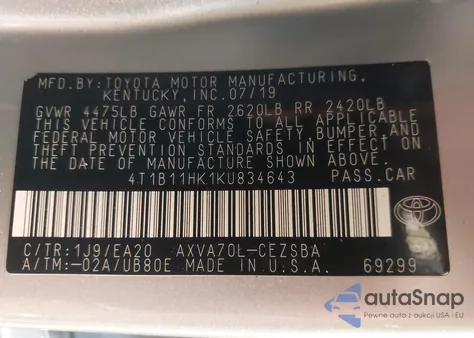 MFD.BY:TOYOTA MOTOR MANUFACTURING,
KENTUCKY, INC.07/19
GVWR 4475LB GAWR FR 2620LB RR 2420LB
THIS VEHICLE CONFORMS TO ALL APPLICABLE
FEDERAL MOTOR VEHICLE SAFETY, BUMPER, AND
THEFT PREVENTION STANDARDS IN EFFECT ON
THE DATE OF MANUFACTURE SHOWN ABOVE.
4T1B11HK1KU834643 PASS.CAR
C/TR:1J9/EA20 AXVA70L-CEZSBA
A/TM:-02A/UB80E MADE IN U.S.A. 69299
TOYOTA
autoSnap
Pewne auta z aukcji USA i EU